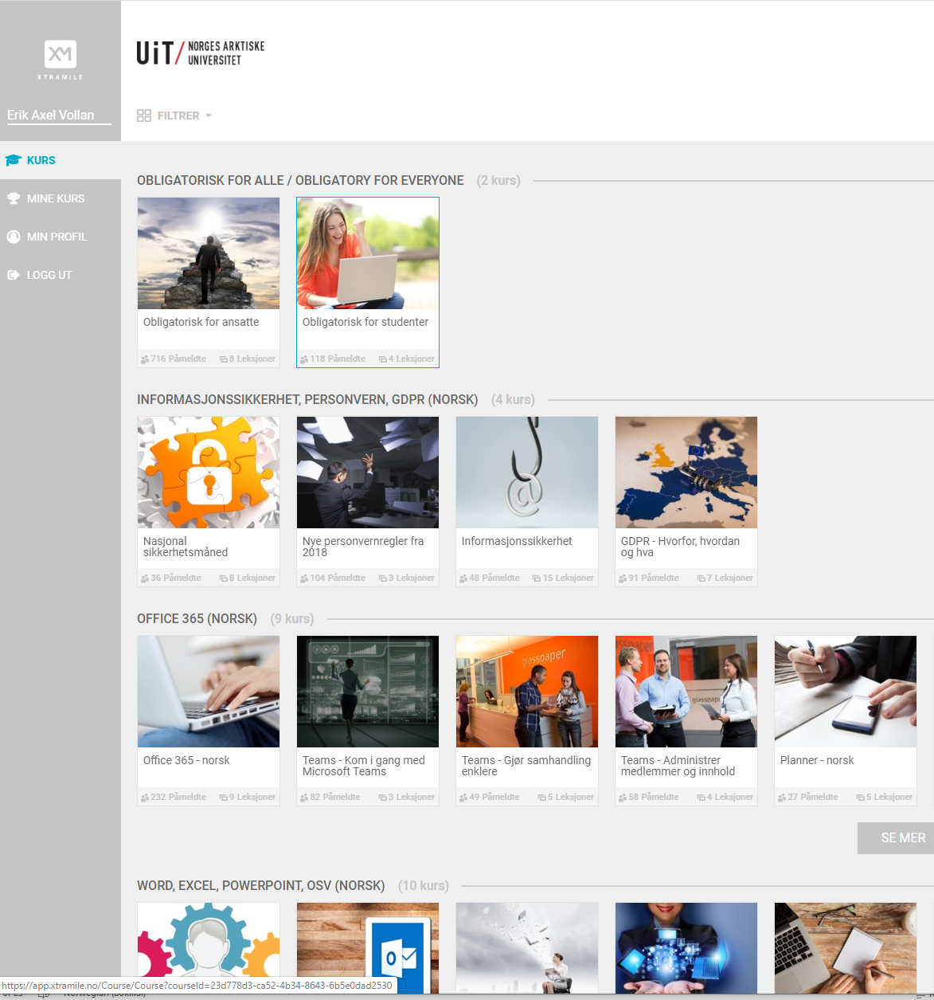 XM
XTRAMILE
UiT / NORGES ARKTISKE
UNIVERSITET
Erik Axel Vollan
FILTRER
KURS
MINE KURS
MIN PROFIL
LOGG UT
OBLIGATORISK FOR ALLE / OBLIGATORY FOR EVERYONE (2 kurs)
Obligatorisk for ansatte
716 Påmeldte 8 Leksjoner
Obligatorisk for studenter
118 Påmeldte 4 Leksjoner
INFORMASJONSSIKKERHET, PERSONVERN, GDPR (NORSK) (4 kurs)
@
Nasjonal
sikkerhetsmåned
36 Påmeldte 8 Leksjoner
Nye personvernregler fra
2018
104 Påmeldte 3 Leksjoner
Informasjonssikkerhet
48 Påmeldte 15 Leksjoner
GDPR - Hvorfor, hvordan
og hva
91 Påmeldte 7 Leksjoner
OFFICE 365 (NORSK) (9 kurs)
glasspaper
glasspaper
glasspaper
Office 365 - norsk
232 Påmeldte 9 Leksjoner
Teams - Kom i gang med
Microsoft Teams
82 Påmeldte 3 Leksjoner
Teams - Gjør samhandling
enklere
49 Påmeldte 5 Leksjoner
Teams - Administrer
medlemmer og innhold
58 Påmeldte 4 Leksjoner
Planner - norsk
27 Påmeldte 5 Leksjoner
SE MER
WORD, EXCEL, POWERPOINT, OSV (NORSK) (10 kurs)
https://app.xtramile.no/Course/Course?courseId=23d778d3-ca52-4b34-8643-6b5e0dad2530